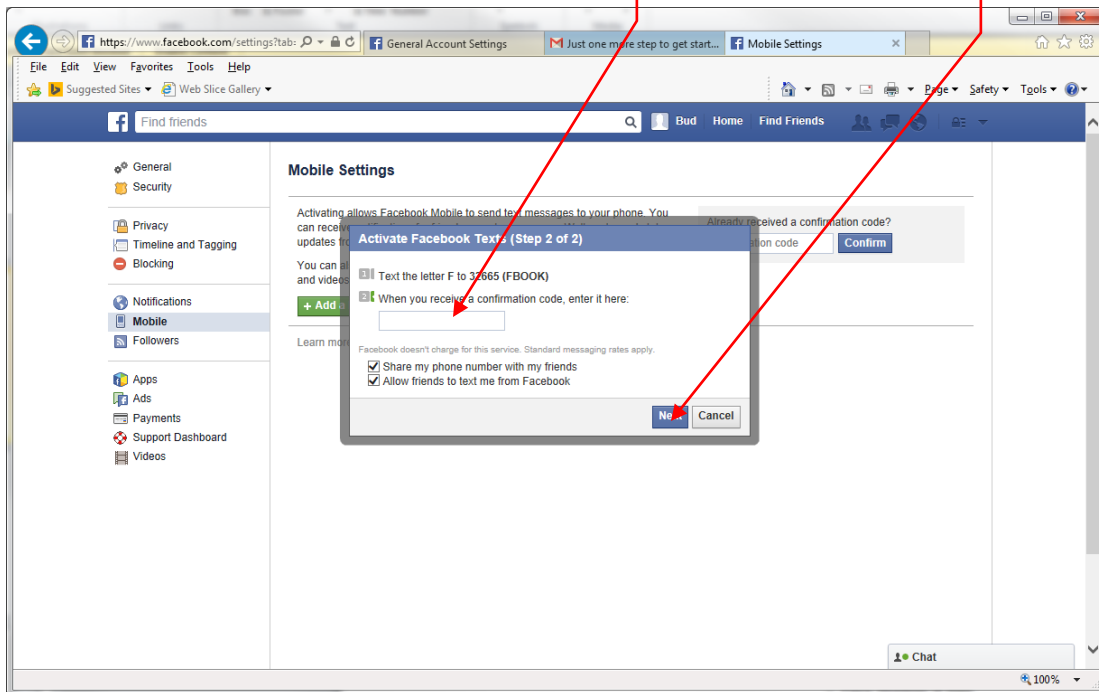 https://www.facebook.com/settings?tab:
General Account Settings
Just one more step to get start...
Mobile Settings
File Edit View Favorites Tools Help
Suggested Sites
Web Slice Gallery
Page Safety Tools
Find friends
Bud Home Find Friends
General
Security
Privacy
Timeline and Tagging
Blocking
Notifications
Mobile
Followers
Apps
Ads
Payments
Support Dashboard
Videos
Mobile Settings
Activating allows Facebook Mobile to send text messages to your phone. You
can receive
updates
You can
and videos
+ Add a
Learn more
Already received a confirmation code?
code
Confirm
Activate Facebook Texts (Step 2 of 2)
1 Text the letter F to 32665 (FBOOK)
2 When you receive a confirmation code, enter it here:
Facebook doesn't charge for this service. Standard messaging rates apply.
Share my phone number with my friends
Allow friends to text me from Facebook
Next Cancel
Chat
100%